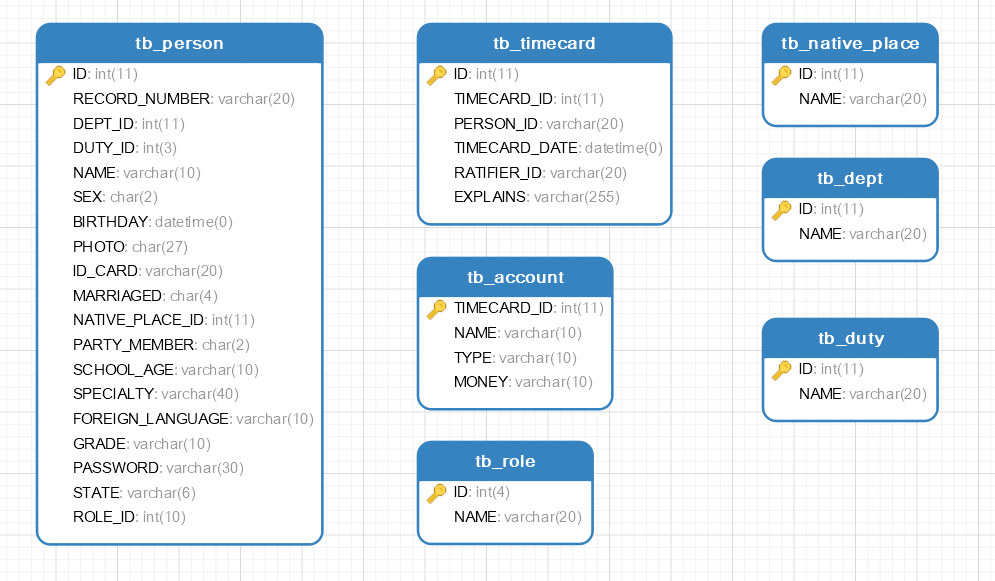 tb_person
ID: int(11)
RECORD_NUMBER: varchar(20)
DEPT_ID: int(11)
DUTY_ID: int(3)
NAME: varchar(10)
SEX: char(2)
BIRTHDAY: datetime(0)
PHOTO: char(27)
ID_CARD: varchar(20)
MARRIAGED: char(4)
NATIVE_PLACE_ID: int(11)
PARTY_MEMBER: char(2)
SCHOOL_AGE: varchar(10)
SPECIALTY: varchar(40)
FOREIGN_LANGUAGE: varchar(10)
GRADE: varchar(10)
PASSWORD: varchar(30)
STATE: varchar(6)
ROLE_ID: int(10)
tb_timecard
ID: int(11)
TIMECARD_ID: int(11)
PERSON_ID: varchar(20)
TIMECARD_DATE: datetime(0)
RATIFIER_ID: varchar(20)
EXPLAINS: varchar(255)
tb_account
TIMECARD_ID: int(11)
NAME: varchar(10)
TYPE: varchar(10)
MONEY: varchar(10)
tb_role
ID: int(4)
NAME: varchar(20)
tb_native_place
ID: int(11)
NAME: varchar(20)
tb_dept
ID: int(11)
NAME: varchar(20)
tb_duty
ID: int(11)
NAME: varchar(20)